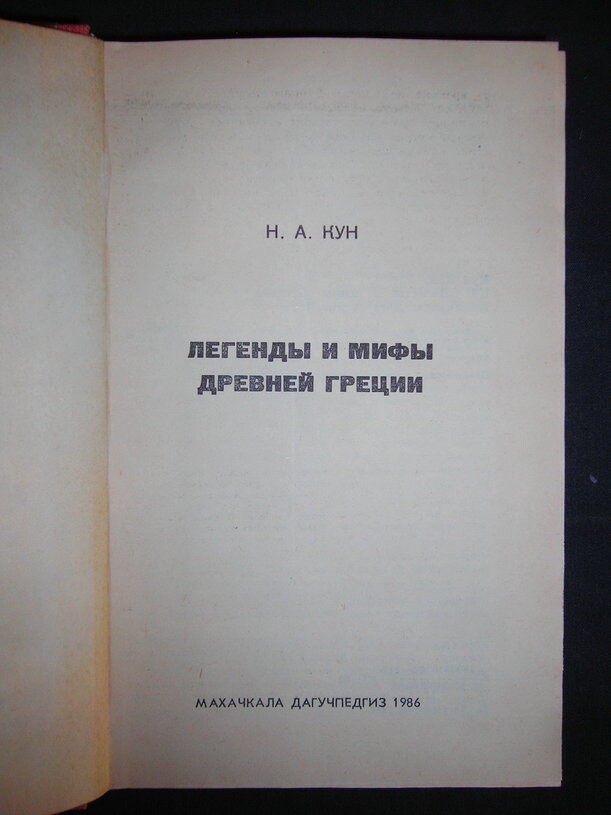 Н. А. КУН
ЛЕГЕНДЫ И МИФЫ
ДРЕВНЕЙ ГРЕЦИИ
МАХАЧКАЛА ДАГУЧПЕДГИЗ 1986